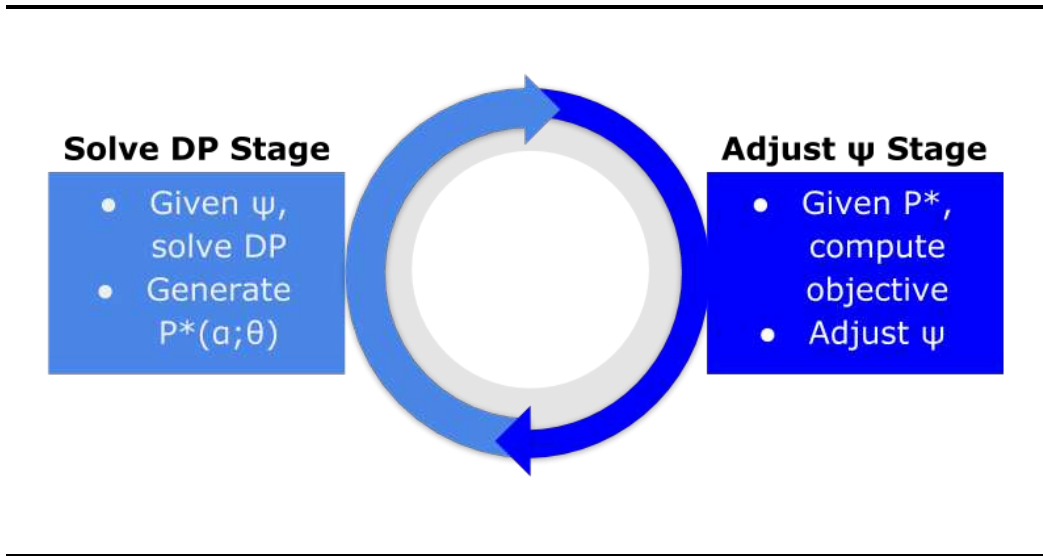 Solve DP Stage
● Given ψ,
solve DP
● Generate
P*(α;θ)
Adjust ψ Stage
● Given P*,
compute
objective
● Adjust ψ